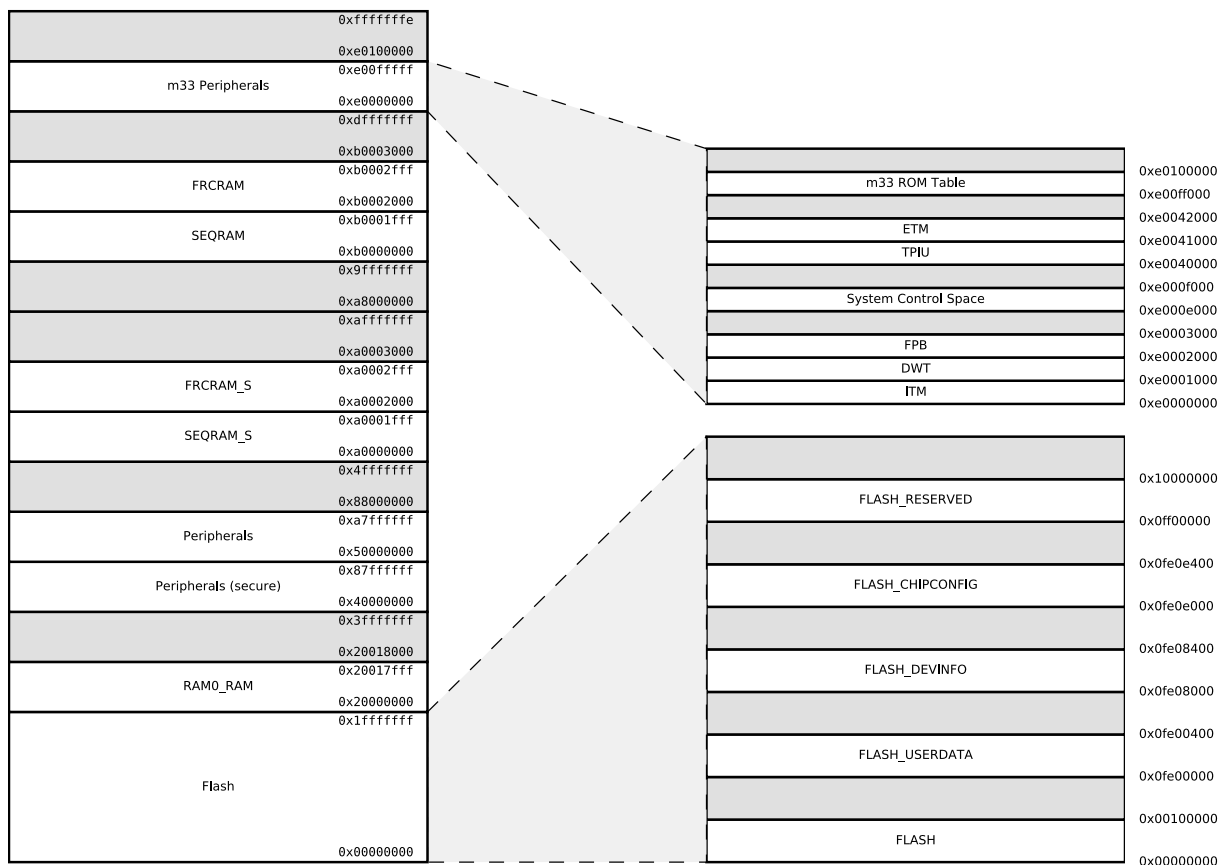 0xfffffffe
0xe0100000
0xe00fffff
m33 Peripherals
0xe0000000
0xdfffffff
0xb0003000
0xb0002fff
FRCRAM
0xb0002000
0xb0001fff
SEQRAM
0xb0000000
0x9fffffff
0xa8000000
0xafffffff
0xa0003000
0xa0002fff
FRCRAM_S
0xa0002000
0xa0001fff
SEQRAM_S
0xa0000000
0x4fffffff
0x88000000
0xa7ffffff
Peripherals
0x50000000
0x87ffffff
Peripherals (secure)
0x40000000
0x3fffffff
0x20018000
0x20017fff
RAM0_RAM
0x20000000
0x1fffffff
Flash
0x00000000
0xe0100000
m33 ROM Table
0xe00ff000
0xe0042000
ETM
0xe0041000
TPIU
0xe0040000
0xe000f000
System Control Space
0xe000e000
0xe0003000
FPB
0xe0002000
DWT
0xe0001000
ITM
0xe0000000
0x10000000
FLASH_RESERVED
0x0ff00000
0x0fe0e400
FLASH_CHIPCONFIG
0x0fe0e000
0x0fe08400
FLASH_DEVINFO
0x0fe08000
0x0fe00400
FLASH_USERDATA
0x0fe00000
0x00100000
FLASH
0x00000000